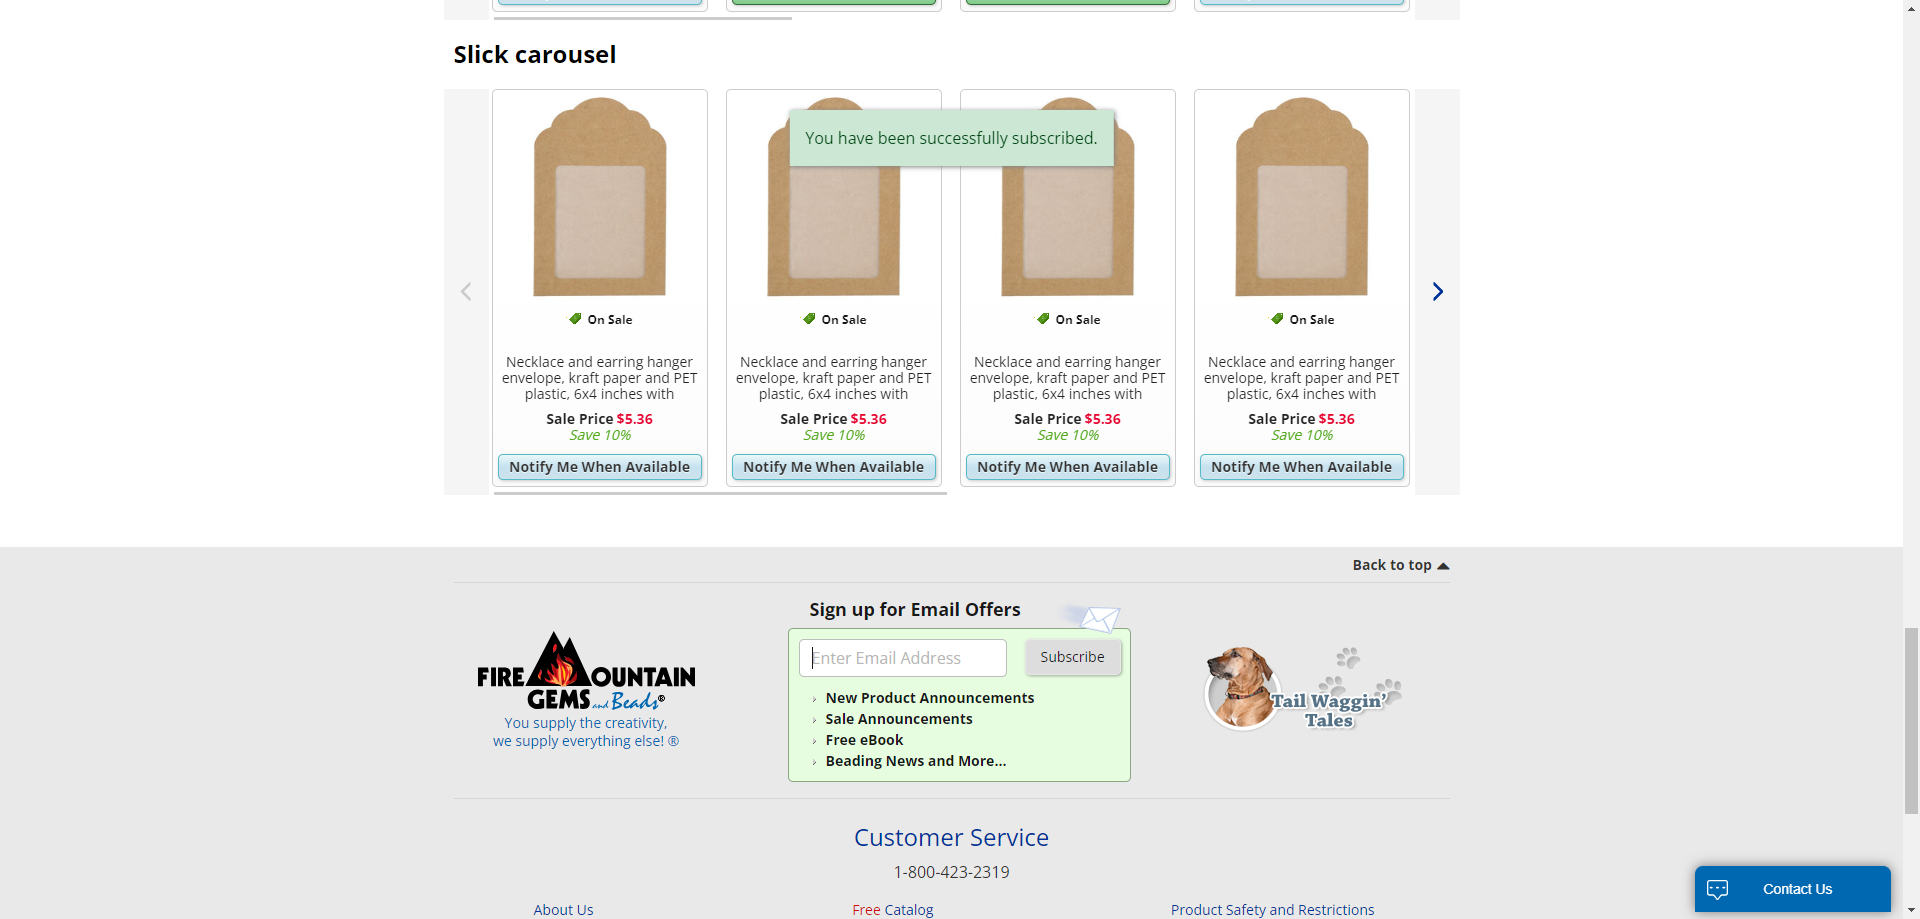 Slick carousel
You have been successfully subscribed.
On Sale
On Sale
On Sale
On Sale
Necklace and earring hanger
envelope, kraft paper and PET
plastic, 6x4 inches with
Necklace and earring hanger
envelope, kraft paper and PET
plastic, 6x4 inches with
Necklace and earring hanger
envelope, kraft paper and PET
plastic, 6x4 inches with
Necklace and earring hanger
envelope, kraft paper and PET
plastic, 6x4 inches with
Sale Price $5.36
Save 10%
Sale Price $5.36
Save 10%
Sale Price $5.36
Save 10%
Sale Price $5.36
Save 10%
Notify Me When Available
Notify Me When Available
Notify Me When Available
Notify Me When Available
Back to top
FIRE MOUNTAIN
GEMS and Beads®
You supply the creativity,
we supply everything else! ®
Sign up for Email Offers
Enter Email Address
Subscribe
New Product Announcements
Sale Announcements
Free eBook
Beading News and More...
Tail Waggin'
Tales
Customer Service
1-800-423-2319
About Us
Free Catalog
Product Safety and Restrictions
Contact Us